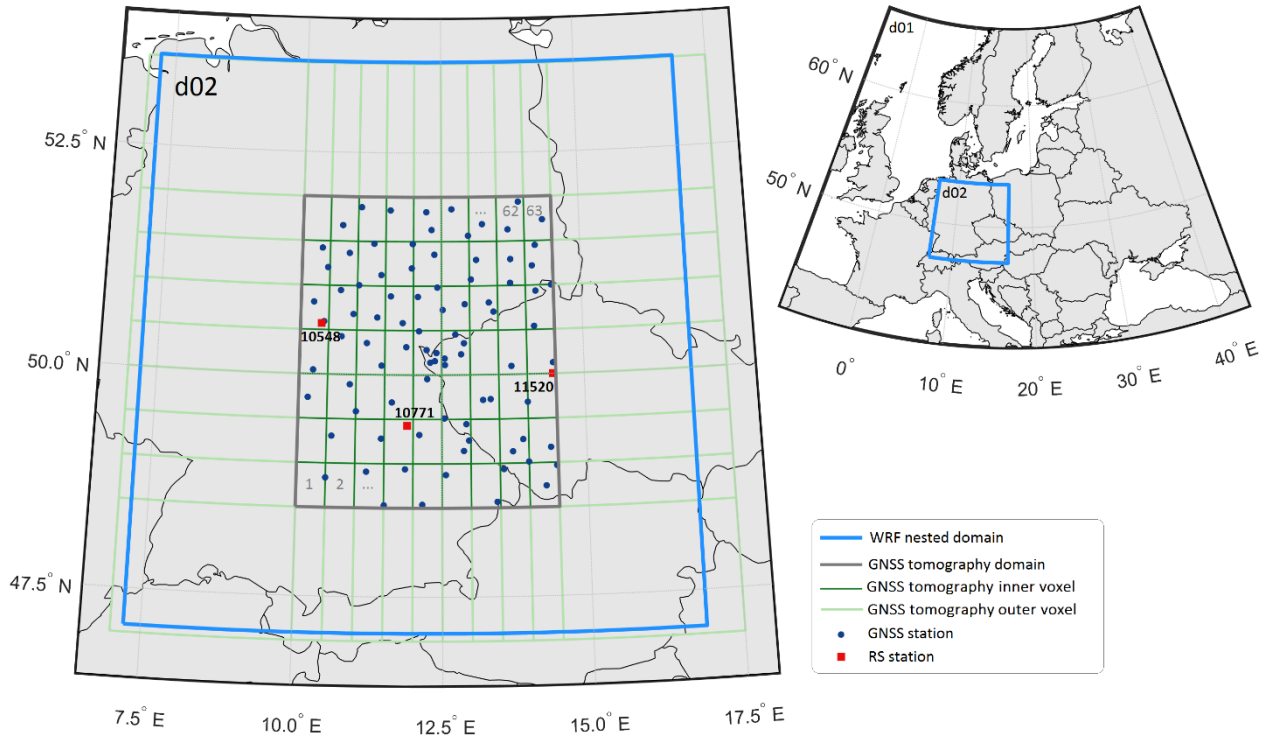 d02
52.5° N
50.0° N
47.5° N
7.5° E
10.0° E
12.5° E
15.0° E
17.5° E
... 62 63
10548
11520
10771
1 2 ...
d01
60° N
50° N
d02
0°
10° E
20° E
30° E
40° E
WRF nested domain
GNSS tomography domain
GNSS tomography inner voxel
GNSS tomography outer voxel
GNSS station
RS station